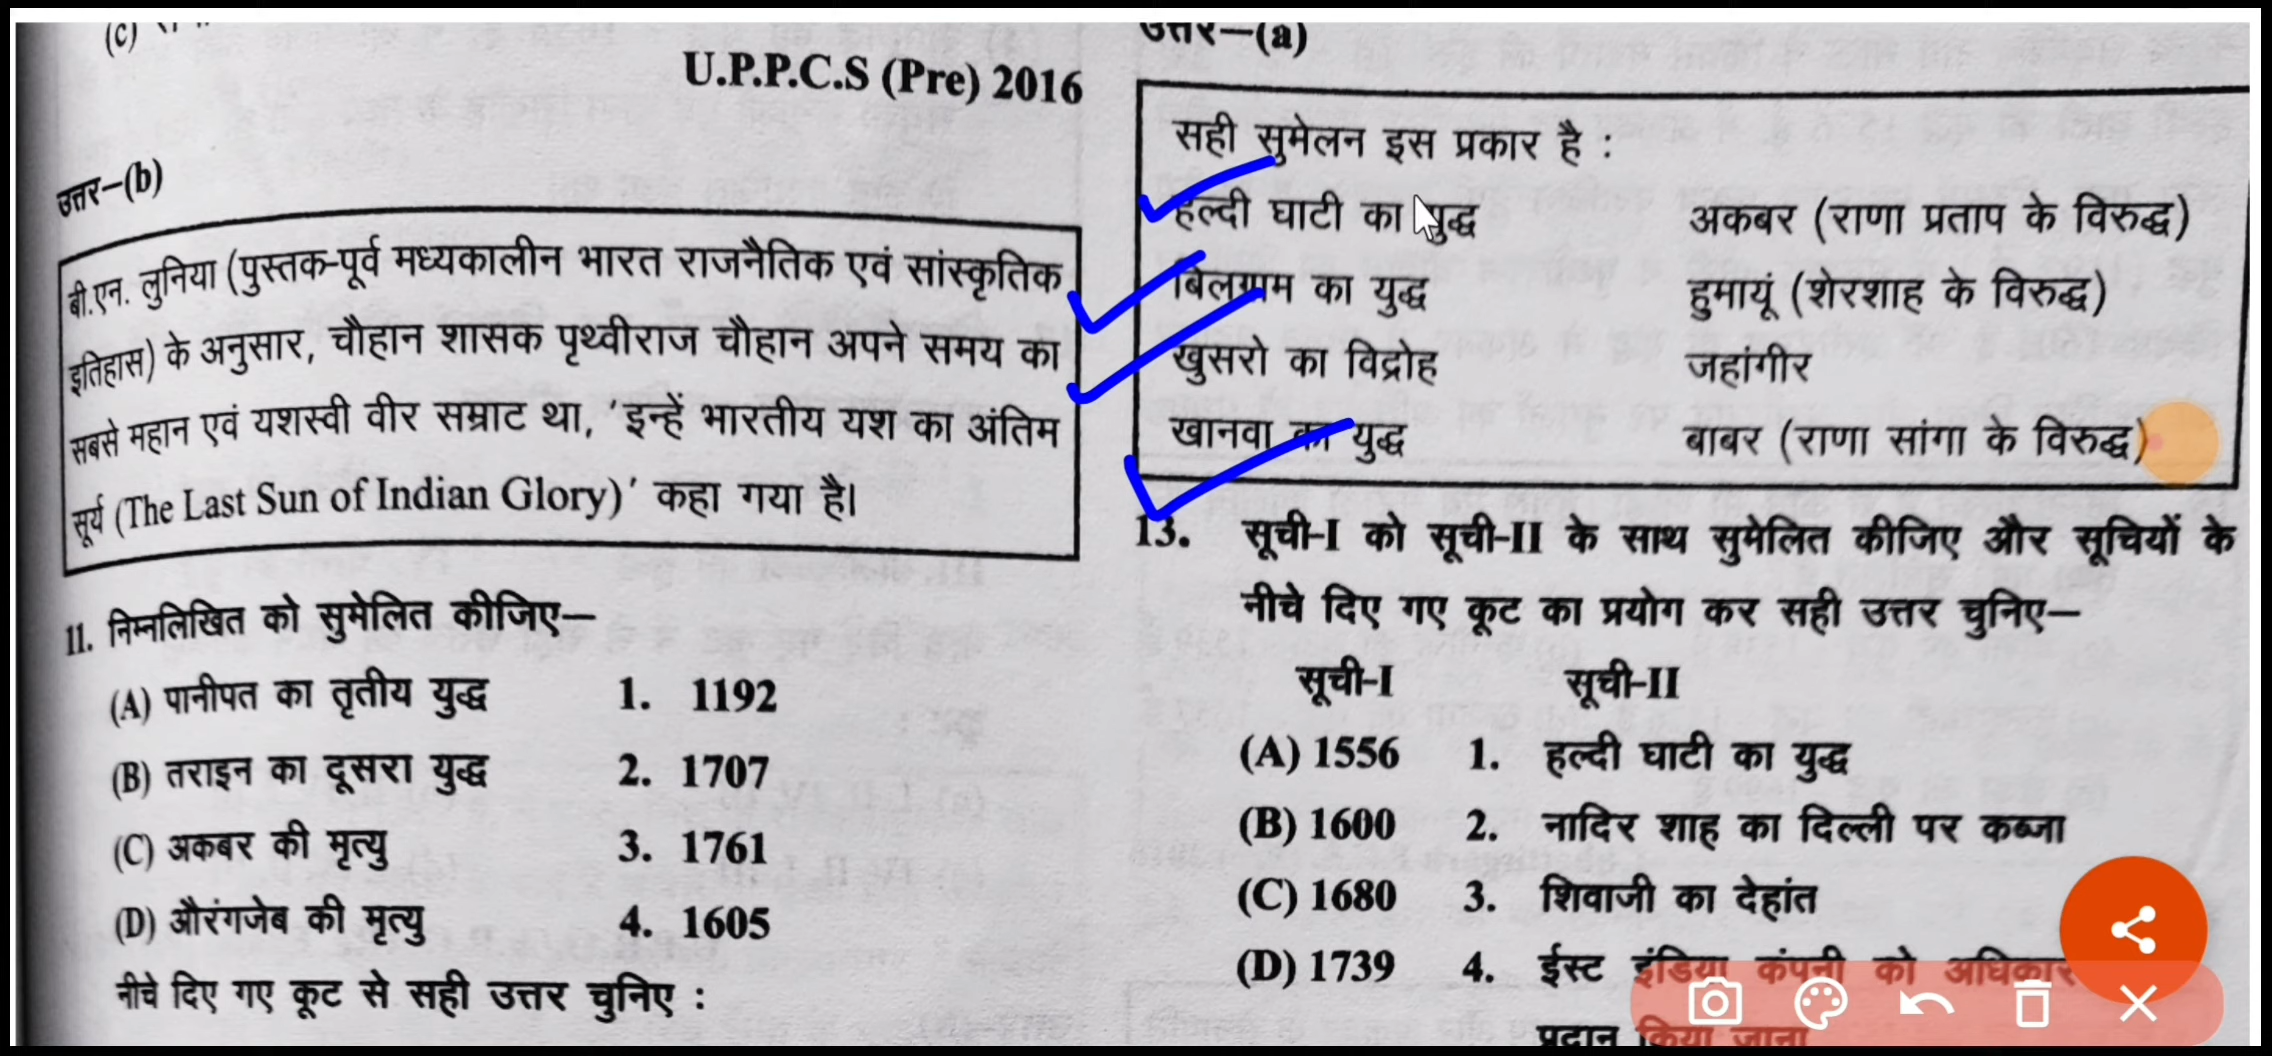 (c)
U.P.P.C.S (Pre) 2016
उत्तर–(b)
बी.एन. लुनिया (पुस्तक-पूर्व मध्यकालीन भारत राजनैतिक एवं सांस्कृतिक
इतिहास) के अनुसार, चौहान शासक पृथ्वीराज चौहान अपने समय का
सबसे महान एवं यशस्वी वीर सम्राट था, 'इन्हें भारतीय यश का अंतिम
सूर्य (The Last Sun of Indian Glory)' कहा गया है।
11. निम्नलिखित को सुमेलित कीजिए–
(A) पानीपत का तृतीय युद्ध 1. 1192
(B) तराइन का दूसरा युद्ध 2. 1707
(C) अकबर की मृत्यु 3. 1761
(D) औरंगजेब की मृत्यु 4. 1605
नीचे दिए गए कूट से सही उत्तर चुनिए :
उत्तर–(a)
सही सुमेलन इस प्रकार है :
हल्दी घाटी का युद्ध अकबर (राणा प्रताप के विरुद्ध)
बिलग्राम का युद्ध हुमायूं (शेरशाह के विरुद्ध)
खुसरो का विद्रोह जहांगीर
खानवा का युद्ध बाबर (राणा सांगा के विरुद्ध)
13. सूची-I को सूची-II के साथ सुमेलित कीजिए और सूचियों के
नीचे दिए गए कूट का प्रयोग कर सही उत्तर चुनिए–
सूची-I सूची-II
(A) 1556 1. हल्दी घाटी का युद्ध
(B) 1600 2. नादिर शाह का दिल्ली पर कब्जा
(C) 1680 3. शिवाजी का देहांत
(D) 1739 4. ईस्ट इंडिया कंपनी को अधिकार
प्रदान किया जाना